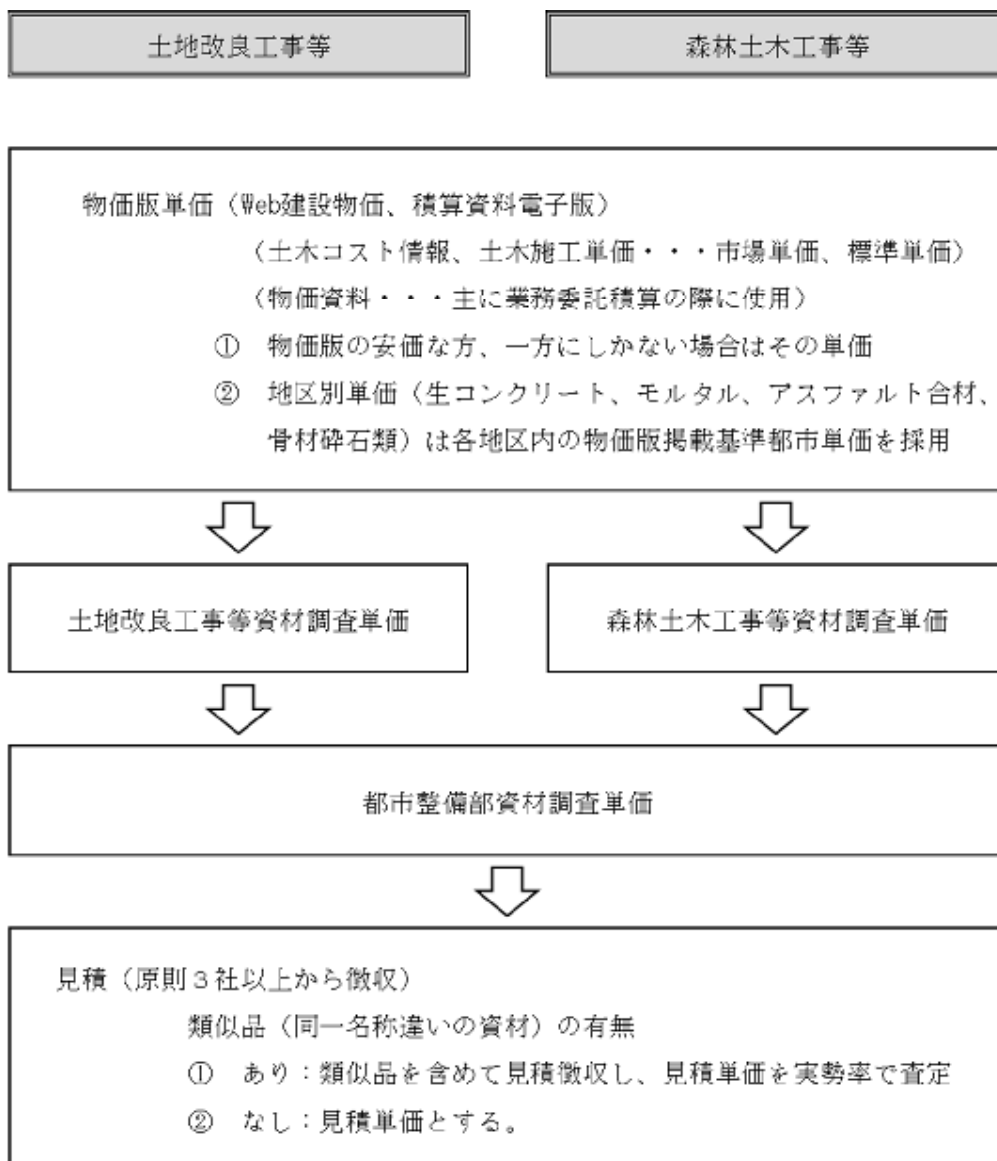 土地改良工事等
森林土木工事等
物価版単価（Web建設物価、積算資料電子版）
（土木コスト情報、土木施工単価・・・市場単価、標準単価）
（物価資料・・・主に業務委託積算の際に使用）
① 物価版の安価な方、一方にしかない場合はその単価
② 地区別単価（生コンクリート、モルタル、アスファルト合材、
骨材砕石類）は各地区内の物価版掲載基準都市単価を採用
土地改良工事等資材調査単価
森林土木工事等資材調査単価
都市整備部資材調査単価
見積（原則３社以上から徴収）
類似品（同一名称違いの資材）の有無
① あり：類似品を含めて見積徴収し、見積単価を実勢率で査定
② なし：見積単価とする。